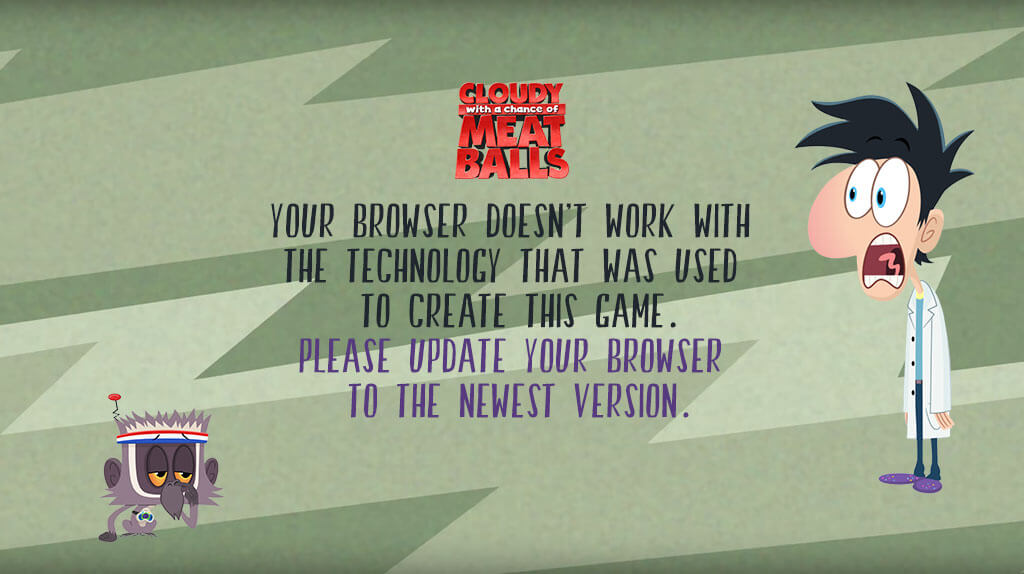 CLOUDY
with a chance of
MEAT
BALLS
YOUR BROWSER DOESN'T WORK WITH
THE TECHNOLOGY THAT WAS USED
TO CREATE THIS GAME.
PLEASE UPDATE YOUR BROWSER
TO THE NEWEST VERSION.